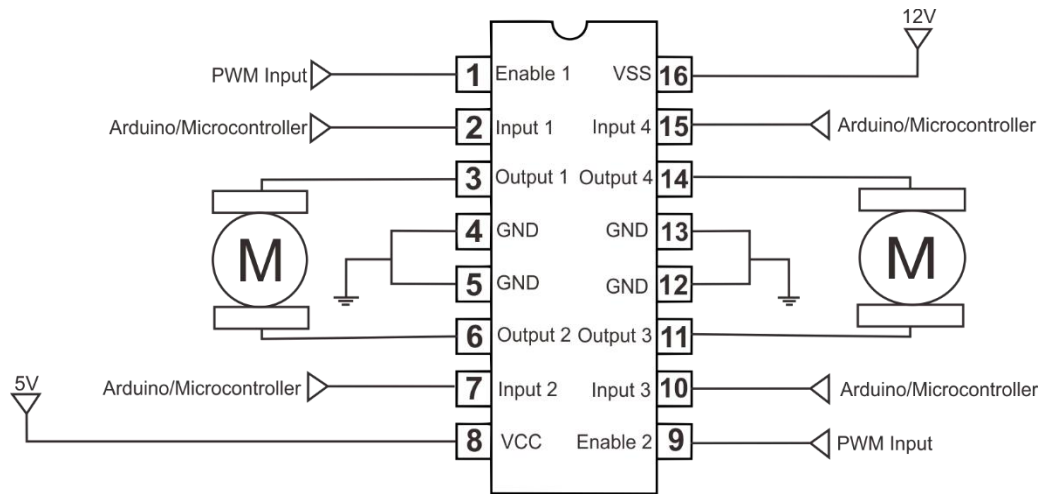 12V
PWM Input 1 Enable 1 VSS 16
Arduino/Microcontroller 2 Input 1 Input 4 15 Arduino/Microcontroller
3 Output 1 Output 4 14
4 GND GND 13
M M
5 GND GND 12
6 Output 2 Output 3 11
5V Arduino/Microcontroller 7 Input 2 Input 3 10 Arduino/Microcontroller
8 VCC Enable 2 9 PWM Input